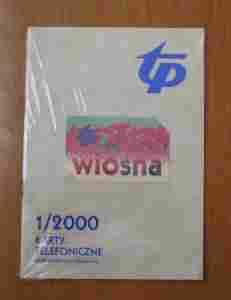 tp
wiosna
1/2000
KARTY
TELEFONICZNE